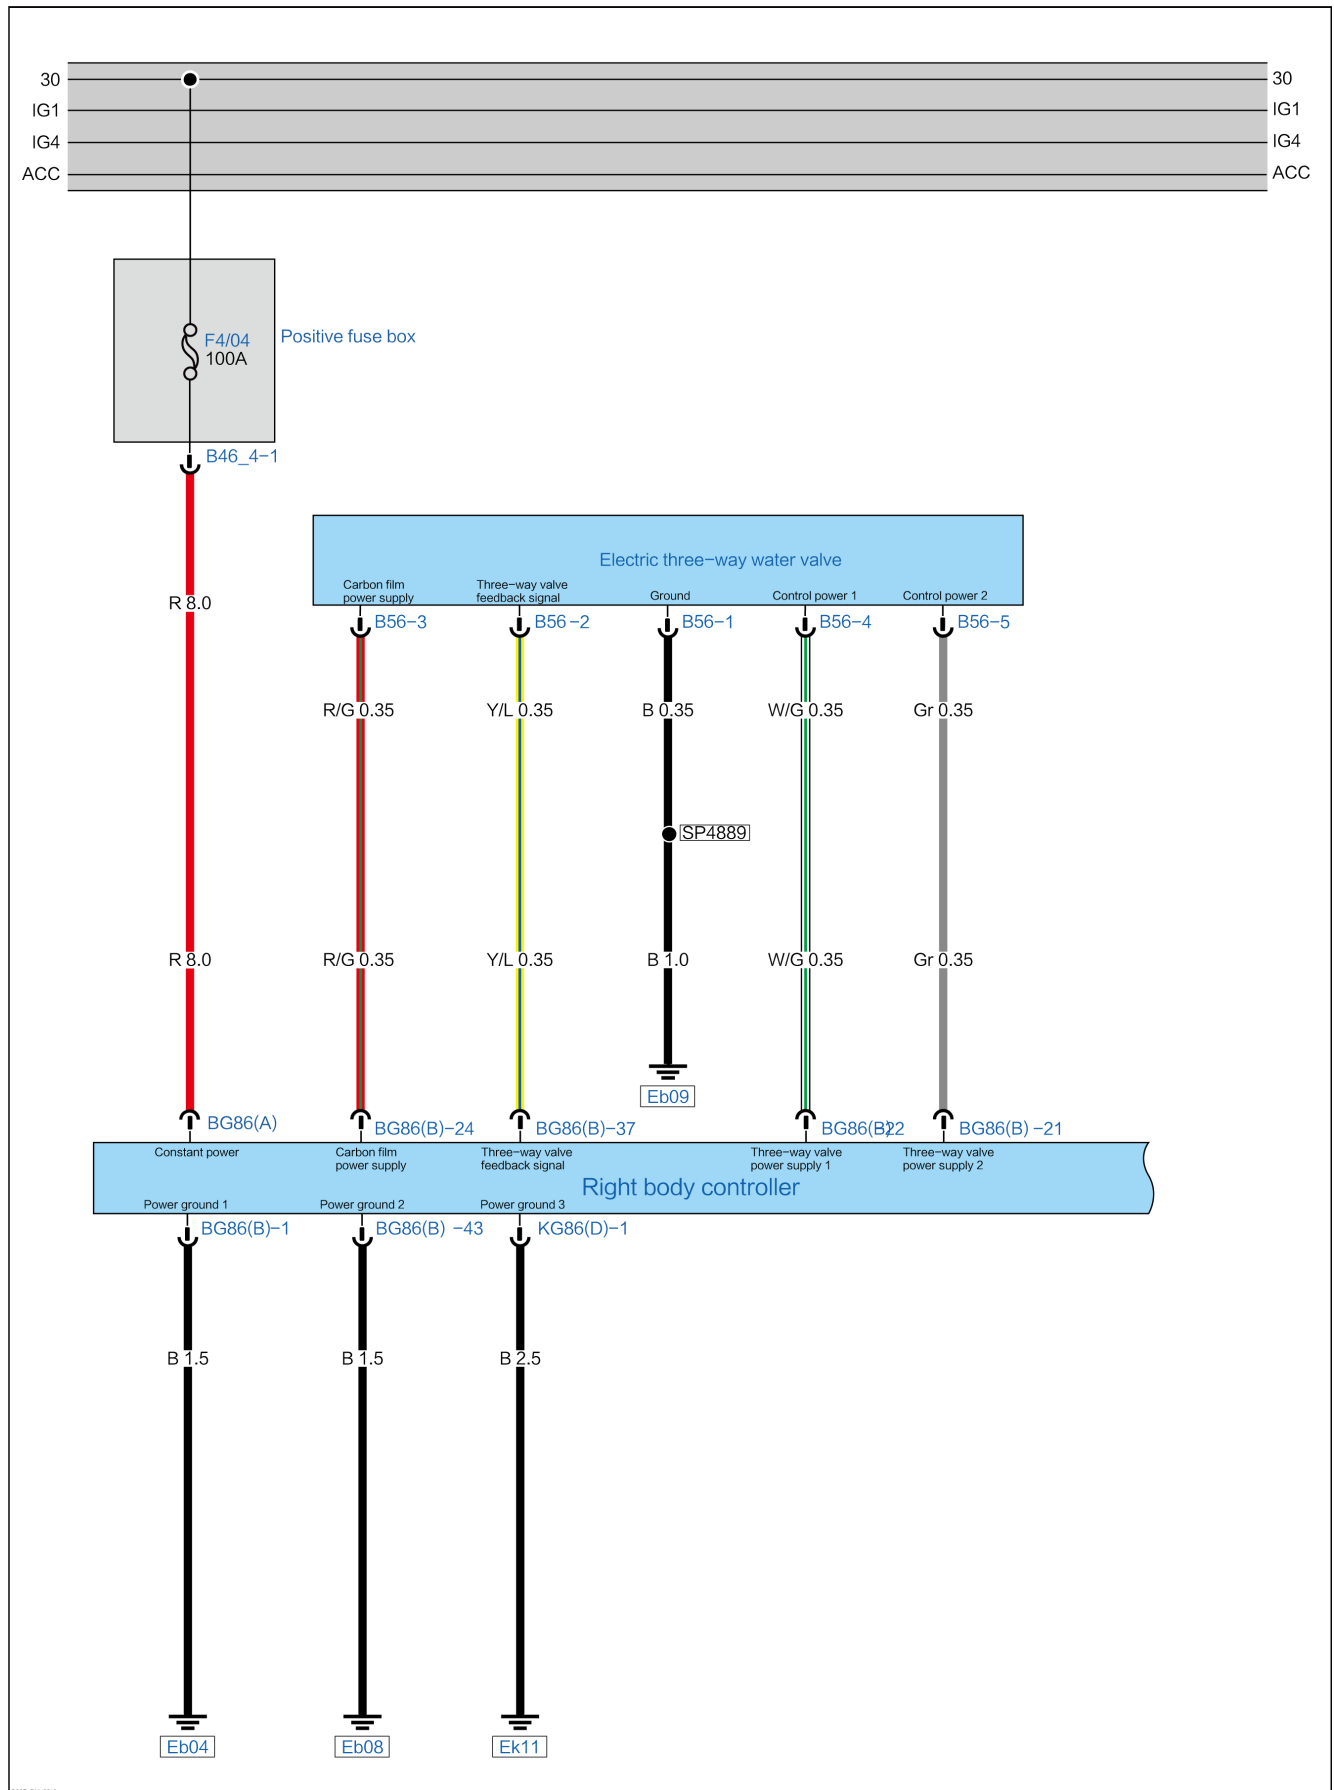 30 30
IG1 IG1
IG4 IG4
ACC ACC
F4/04
100A
Positive fuse box
B46_4-1
Electric three-way water valve
Carbon film
power supply
Three-way valve
feedback signal
Ground
Control power 1
Control power 2
B56-3
B56-2
B56-1
B56-4
B56-5
R 8.0
R/G 0.35
Y/L 0.35
B 0.35
W/G 0.35
Gr 0.35
SP4889
R 8.0
R/G 0.35
Y/L 0.35
B 1.0
W/G 0.35
Gr 0.35
Eb09
BG86(A)
BG86(B)-24
BG86(B)-37
BG86(B)22
BG86(B)-21
Constant power
Carbon film
power supply
Three-way valve
feedback signal
Three-way valve
power supply 1
Three-way valve
power supply 2
Right body controller
Power ground 1
Power ground 2
Power ground 3
BG86(B)-1
BG86(B) -43
KG86(D)-1
B 1.5
B 1.5
B 2.5
Eb04
Eb08
Ek11